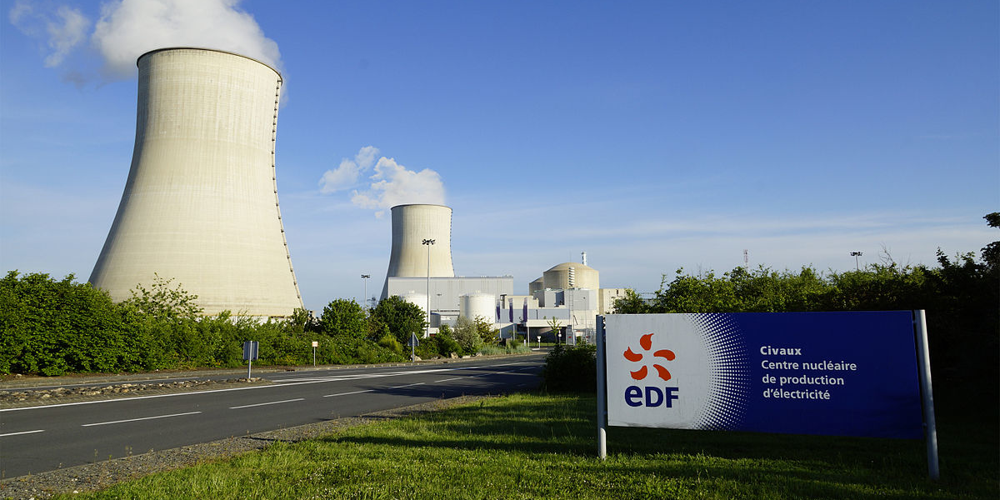 eDF
Civaux
Centre nucléaire
de production
d'électricité